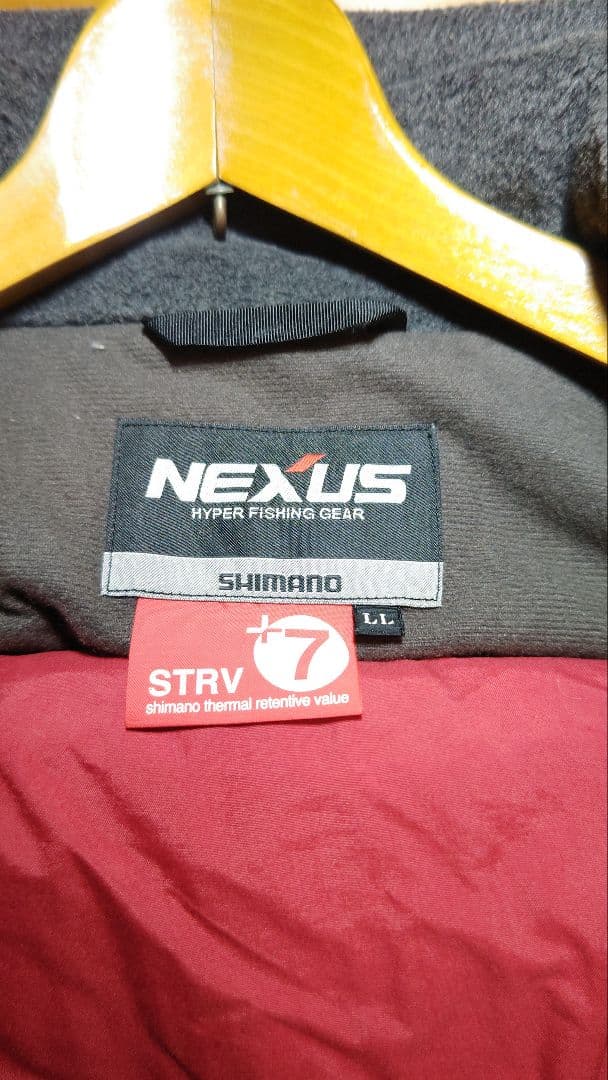 NEXUS
HYPER FISHING GEAR
SHIMANO
LL
STRV +7
shimano thermal retentive value